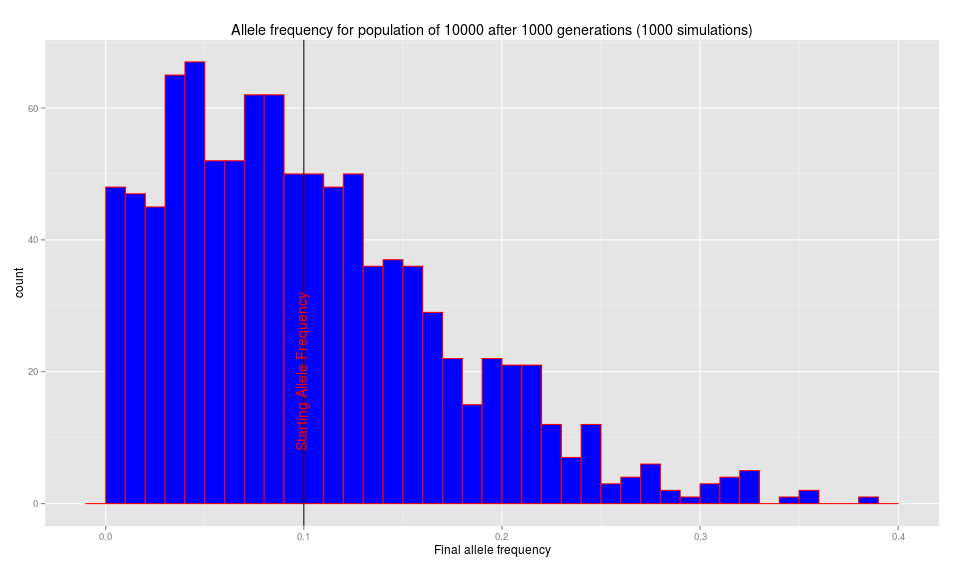 Allele frequency for population of 10000 after 1000 generations (1000 simulations)
count
60
40
20
0
Starting Allele Frequency
0.0
0.1
0.2
0.3
0.4
Final allele frequency